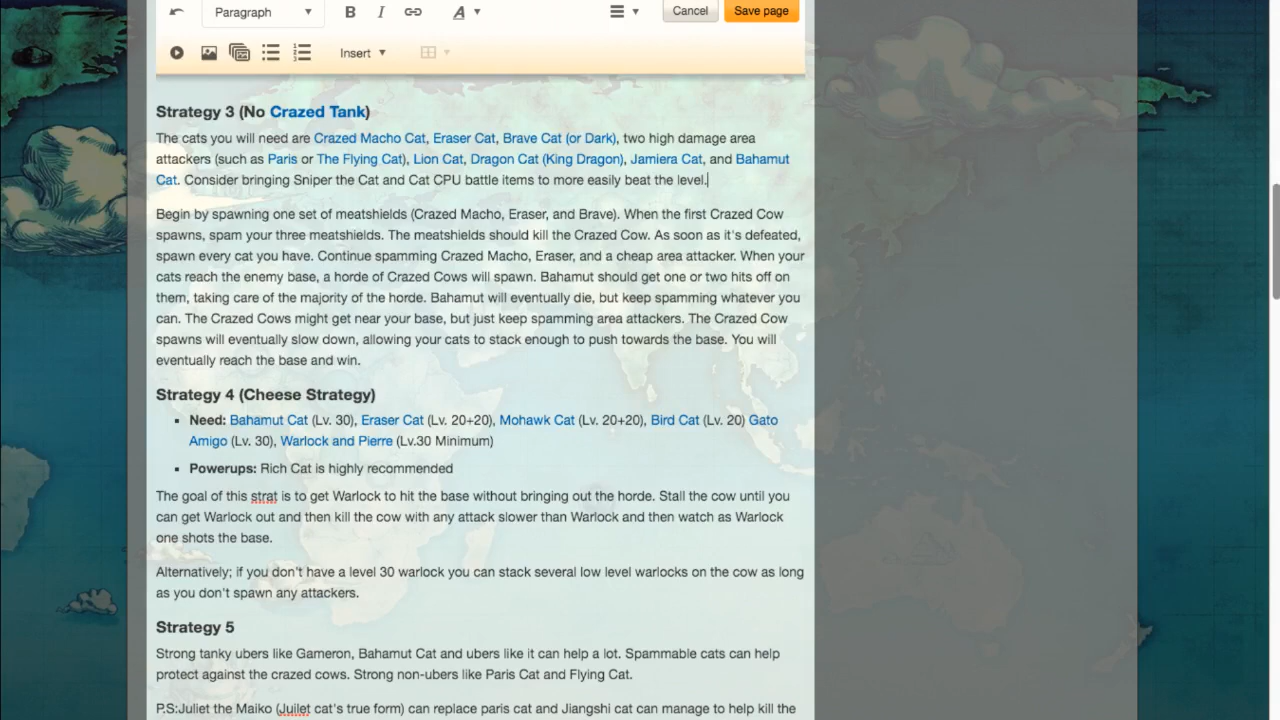 Paragraph B I A Cancel Save page
Insert
Strategy 3 (No Crazed Tank)
The cats you will need are Crazed Macho Cat, Eraser Cat, Brave Cat (or Dark), two high damage area
attackers (such as Paris or The Flying Cat), Lion Cat, Dragon Cat (King Dragon), Jamiera Cat, and Bahamut
Cat. Consider bringing Sniper the Cat and Cat CPU battle items to more easily beat the level.
Begin by spawning one set of meatshields (Crazed Macho, Eraser, and Brave). When the first Crazed Cow
spawns, spam your three meatshields. The meatshields should kill the Crazed Cow. As soon as it's defeated,
spawn every cat you have. Continue spamming Crazed Macho, Eraser, and a cheap area attacker. When your
cats reach the enemy base, a horde of Crazed Cows will spawn. Bahamut should get one or two hits off on
them, taking care of the majority of the horde. Bahamut will eventually die, but keep spamming whatever you
can. The Crazed Cows might get near your base, but just keep spamming area attackers. The Crazed Cow
spawns will eventually slow down, allowing your cats to stack enough to push towards the base. You will
eventually reach the base and win.
Strategy 4 (Cheese Strategy)
▪ Need: Bahamut Cat (Lv. 30), Eraser Cat (Lv. 20+20), Mohawk Cat (Lv. 20+20), Bird Cat (Lv. 20) Gato
Amigo (Lv. 30), Warlock and Pierre (Lv.30 Minimum)
▪ Powerups: Rich Cat is highly recommended
The goal of this strat is to get Warlock to hit the base without bringing out the horde. Stall the cow until you
can get Warlock out and then kill the cow with any attack slower than Warlock and then watch as Warlock
one shots the base.
Alternatively; if you don't have a level 30 warlock you can stack several low level warlocks on the cow as long
as you don't spawn any attackers.
Strategy 5
Strong tanky ubers like Gameron, Bahamut Cat and ubers like it can help a lot. Spammable cats can help
protect against the crazed cows. Strong non-ubers like Paris Cat and Flying Cat.
P.S:Juliet the Maiko (Juilet cat's true form) can replace paris cat and Jiangshi cat can manage to help kill the